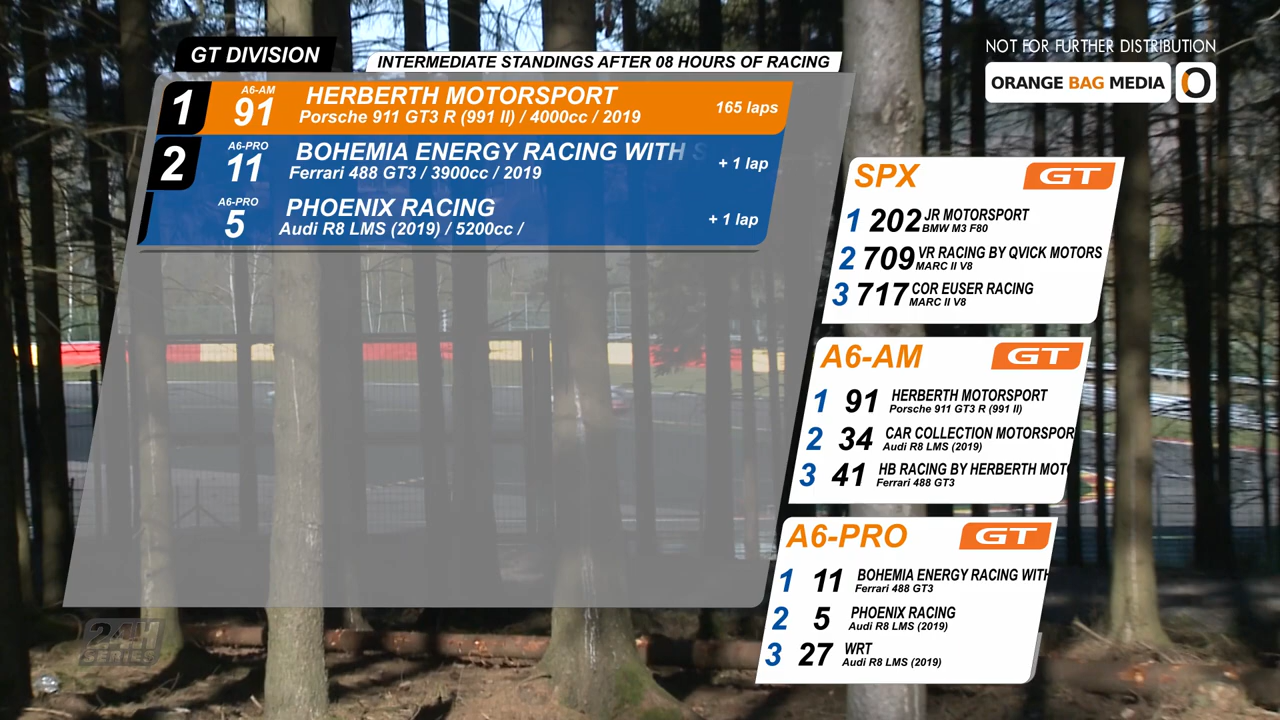 GT DIVISION
INTERMEDIATE STANDINGS AFTER 08 HOURS OF RACING
1 A6-AM 91 HERBERTH MOTORSPORT 165 laps
Porsche 911 GT3 R (991 II) / 4000cc / 2019
2 A6-PRO 11 BOHEMIA ENERGY RACING WITH S + 1 lap
Ferrari 488 GT3 / 3900cc / 2019
A6-PRO 5 PHOENIX RACING + 1 lap
Audi R8 LMS (2019) / 5200cc /
NOT FOR FURTHER DISTRIBUTION
ORANGE BAG MEDIA
SPX GT
1 202 JR MOTORSPORT
BMW M3 F80
2 709 VR RACING BY QVICK MOTORS
MARC II V8
3 717 COR EUSER RACING
MARC II V8
A6-AM GT
1 91 HERBERTH MOTORSPORT
Porsche 911 GT3 R (991 II)
2 34 CAR COLLECTION MOTORSPOR
Audi R8 LMS (2019)
3 41 HB RACING BY HERBERTH MOT
Ferrari 488 GT3
A6-PRO GT
1 11 BOHEMIA ENERGY RACING WITH
Ferrari 488 GT3
2 5 PHOENIX RACING
Audi R8 LMS (2019)
3 27 WRT
Audi R8 LMS (2019)
24H
SERIES